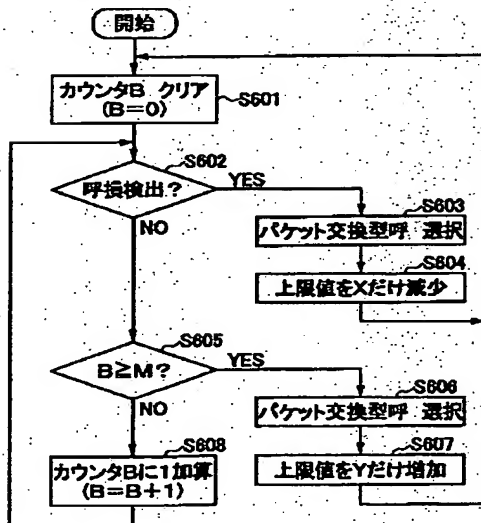 開始
カウンタB クリア
(B=0)
S601
S602
呼損検出?
YES
NO
S603
パケット交換型呼 選択
S604
上限値をXだけ減少
S605
B≧M?
YES
NO
S606
パケット交換型呼 選択
S607
上限値をYだけ増加
S608
カウンタBに1加算
(B=B+1)